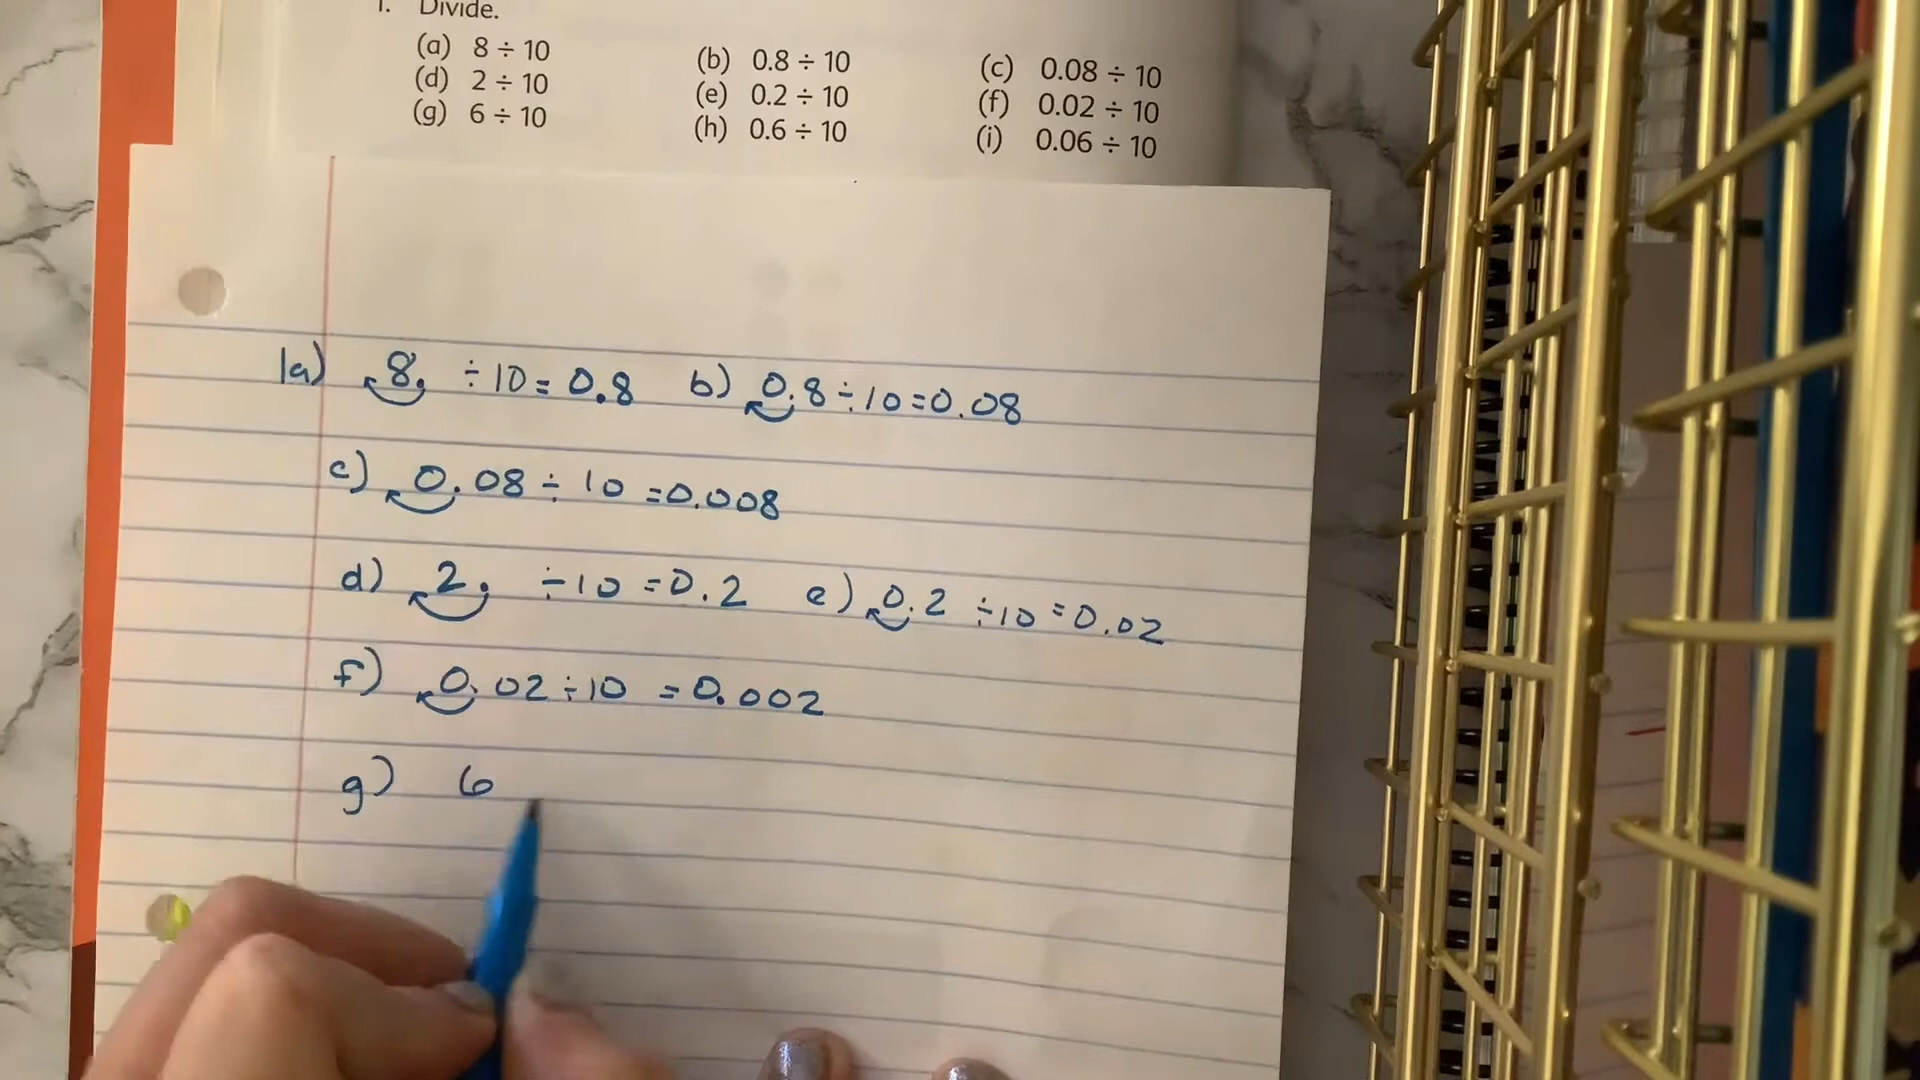 1. Divide.
(a) 8 ÷ 10 (b) 0.8 ÷ 10 (c) 0.08 ÷ 10
(d) 2 ÷ 10 (e) 0.2 ÷ 10 (f) 0.02 ÷ 10
(g) 6 ÷ 10 (h) 0.6 ÷ 10 (i) 0.06 ÷ 10
1a) 8. ÷ 10 = 0.8 b) 0.8 ÷ 10 = 0.08
c) 0.08 ÷ 10 = 0.008
d) 2. ÷ 10 = 0.2 e) 0.2 ÷ 10 = 0.02
f) 0.02 ÷ 10 = 0.002
g) 6